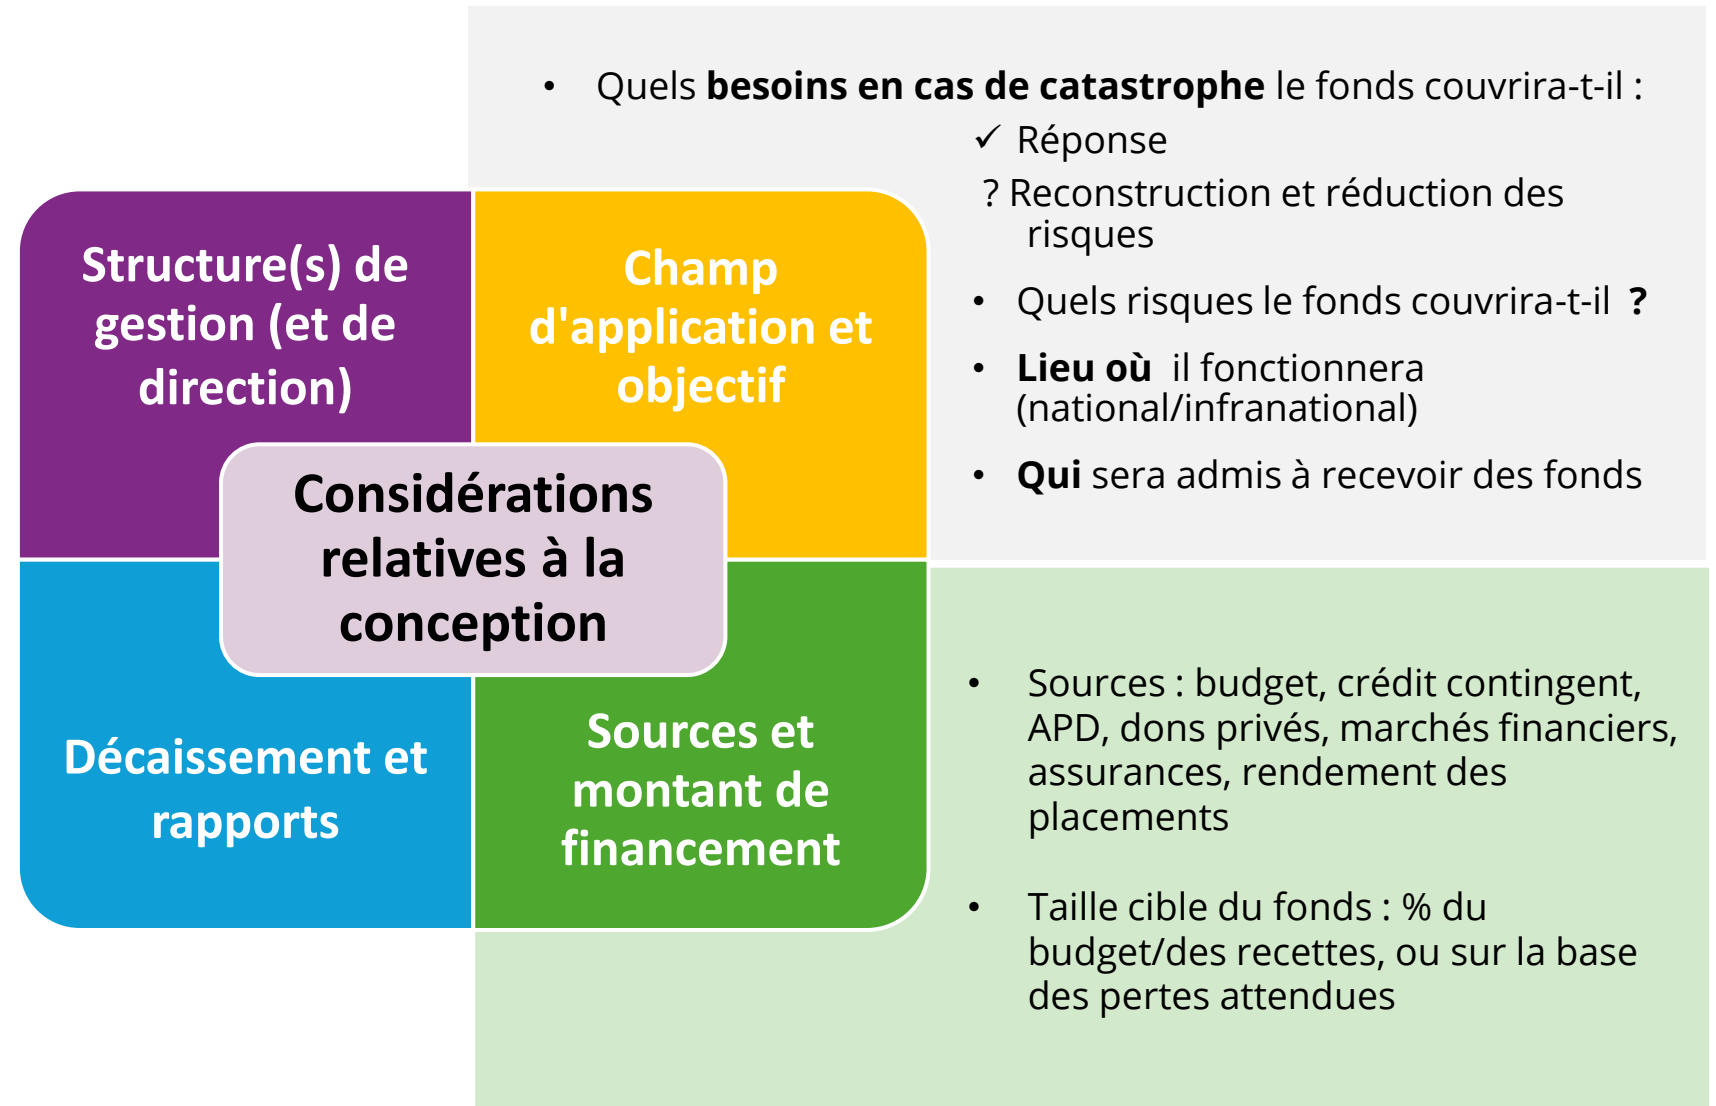 • Quels besoins en cas de catastrophe le fonds couvrira-t-il :
✓ Réponse
? Reconstruction et réduction des
risques
• Quels risques le fonds couvrira-t-il ?
• Lieu où il fonctionnera
(national/infranational)
• Qui sera admis à recevoir des fonds
Structure(s) de
gestion (et de
direction)
Champ
d'application et
objectif
Considérations
relatives à la
conception
Décaissement et
rapports
Sources et
montant de
financement
• Sources : budget, crédit contingent,
APD, dons privés, marchés financiers,
assurances, rendement des
placements
• Taille cible du fonds : % du
budget/des recettes, ou sur la base
des pertes attendues